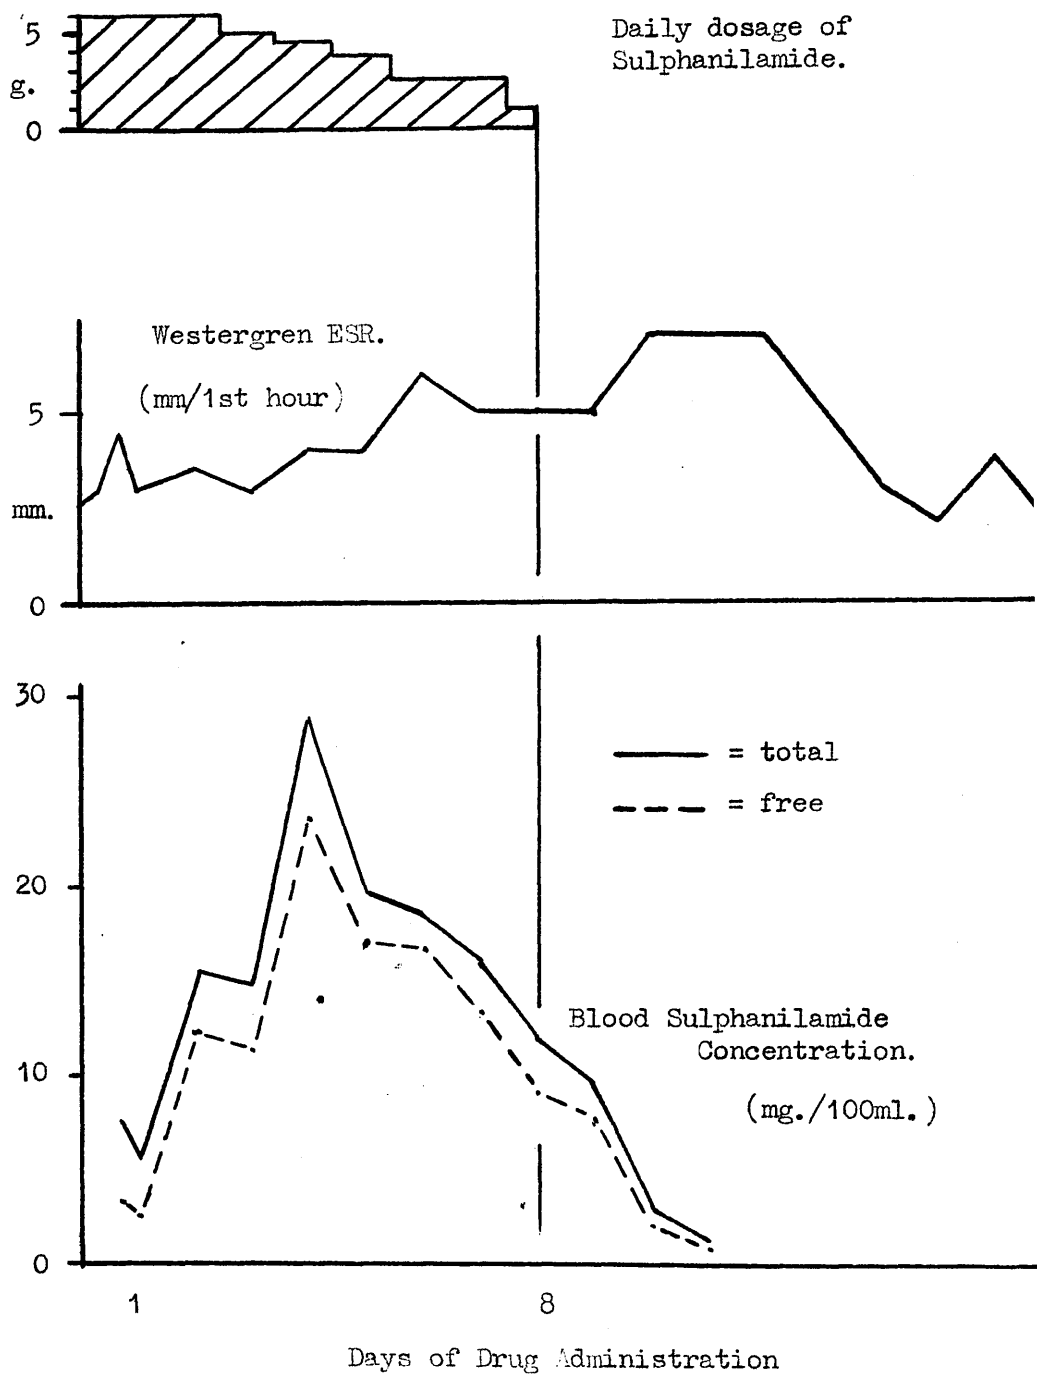 Daily dosage of
Sulphanilamide.
5
g.
0
Westergren ESR.
(mm/1st hour)
5
mm.
0
30
= total
= free
20
Blood Sulphanilamide
Concentration.
10
(mg./100ml.)
0
1 8
Days of Drug Administration